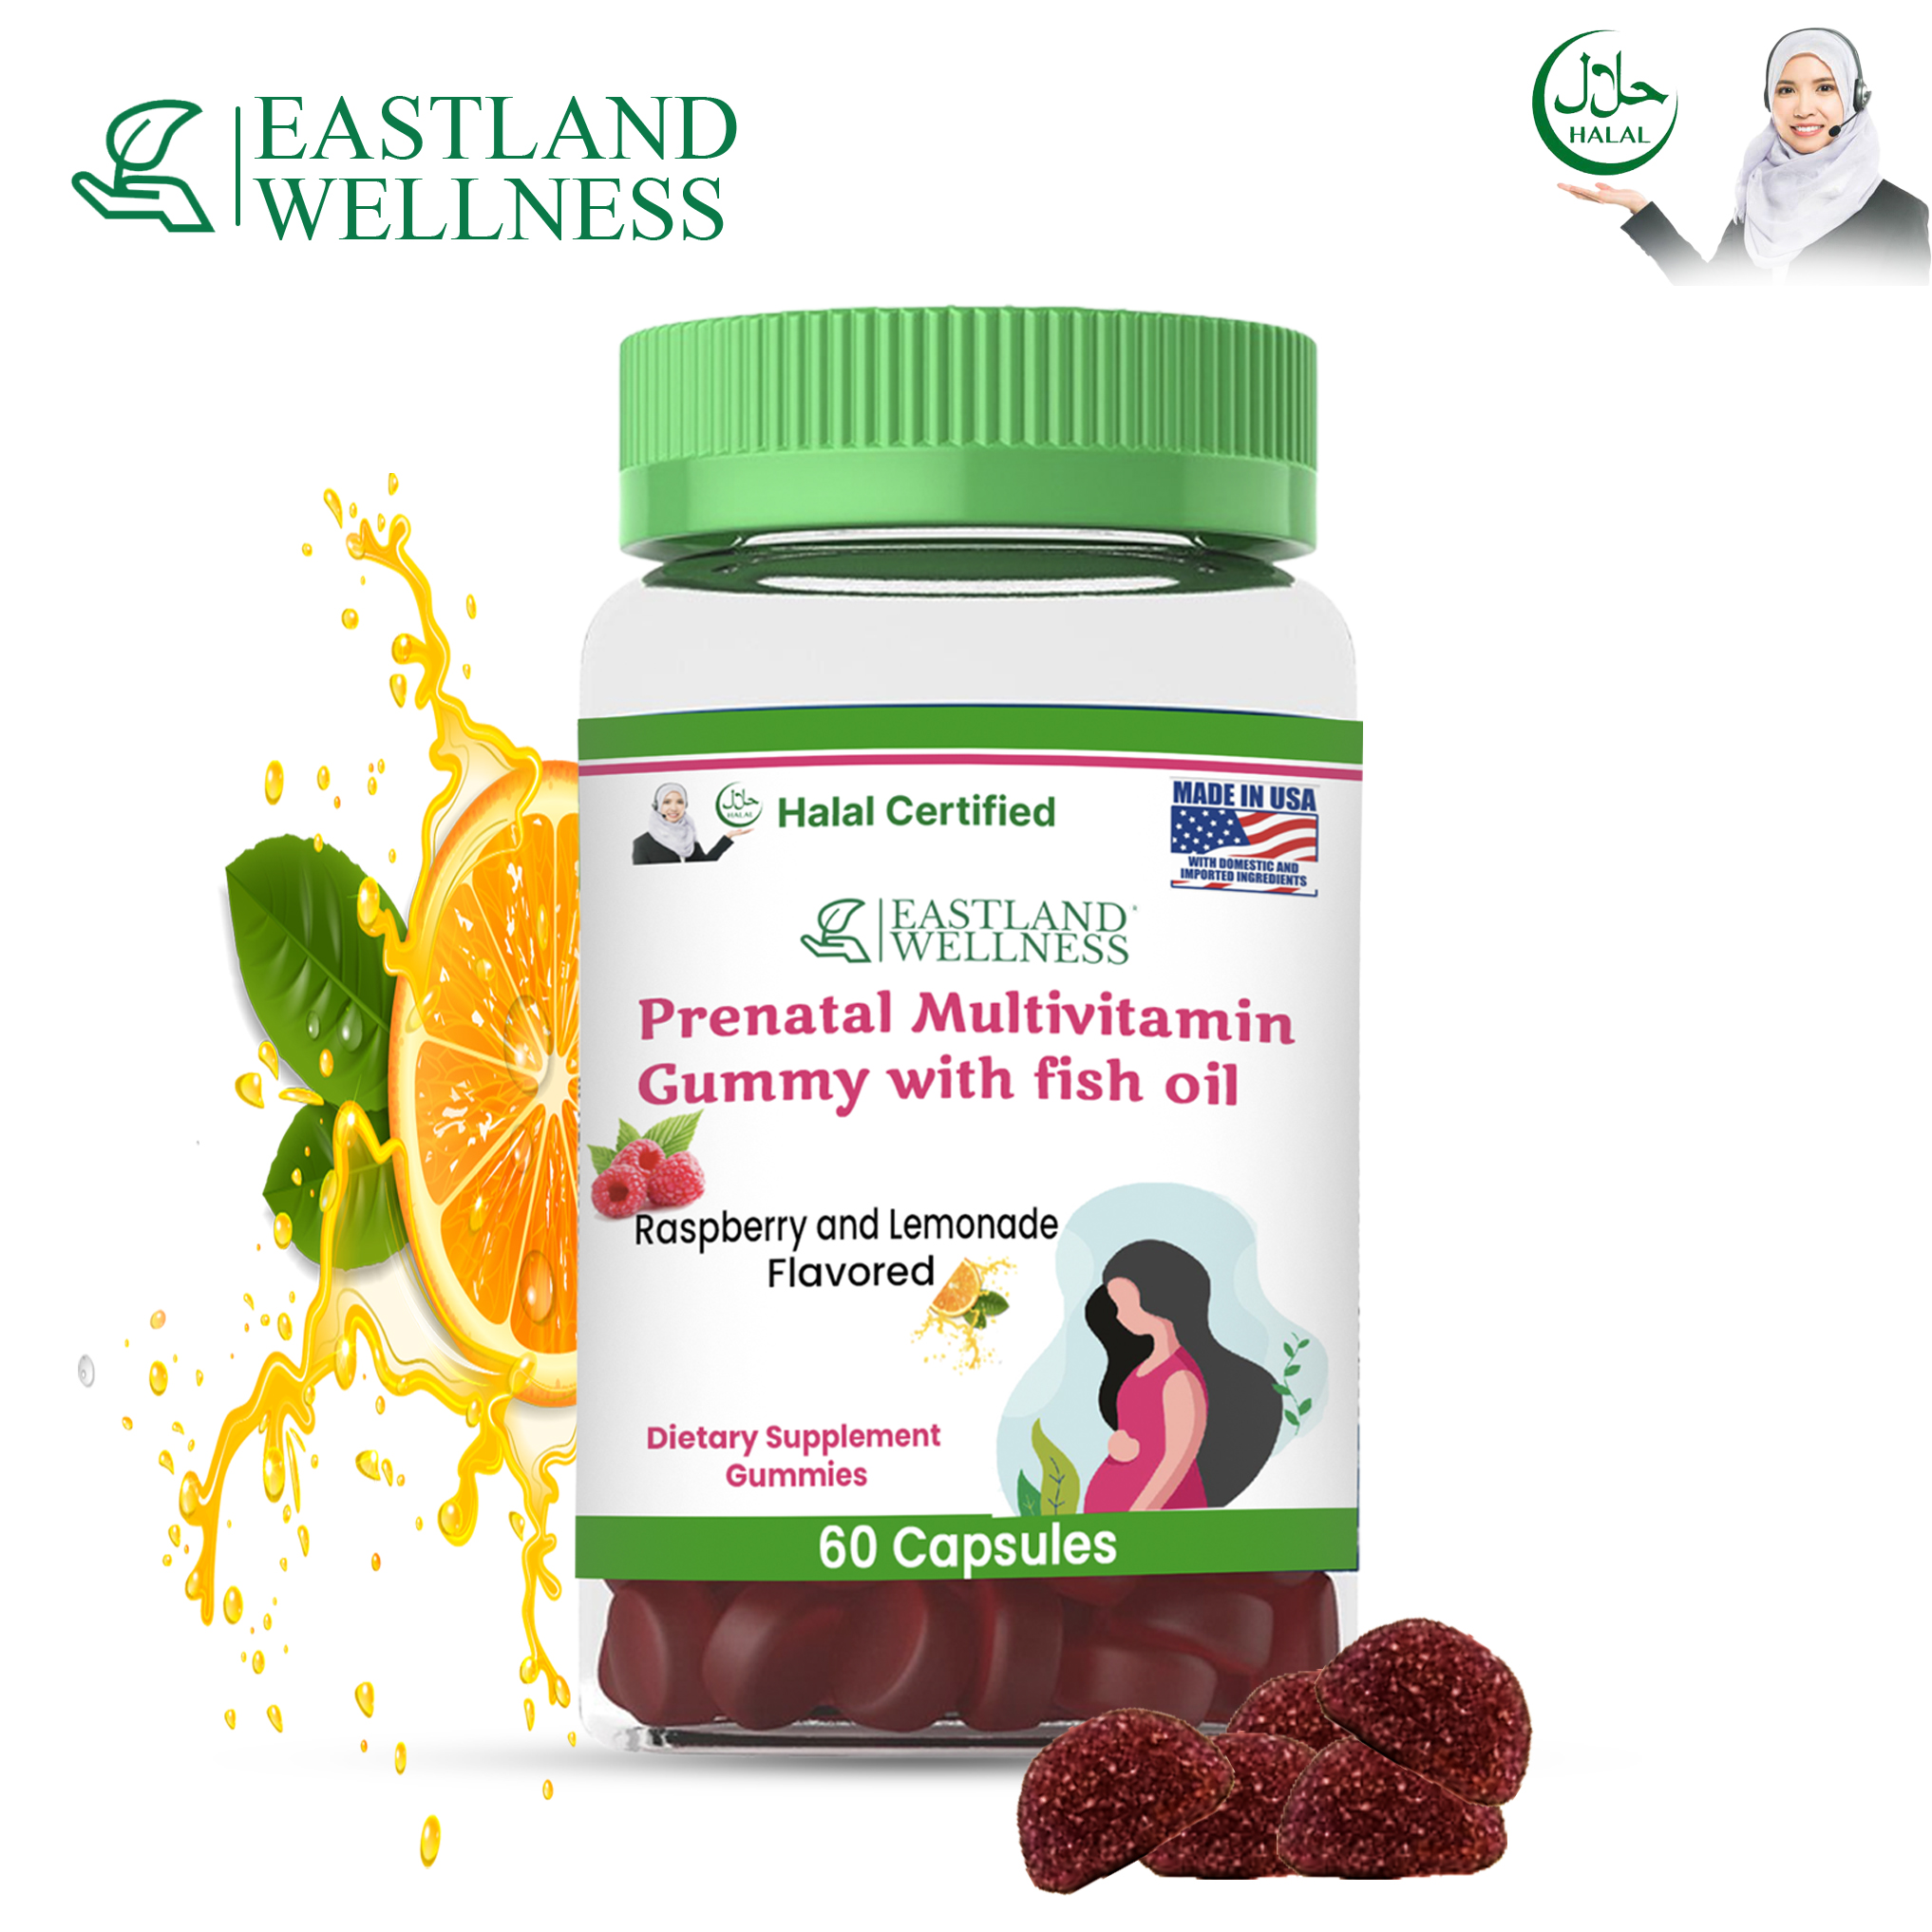 EASTLAND
WELLNESS
حلال
HALAL
حلال
HALAL
Halal Certified
MADE IN USA
WITH DOMESTIC AND
IMPORTED INGREDIENTS
EASTLAND
WELLNESS
Prenatal Multivitamin
Gummy with fish oil
Raspberry and Lemonade
Flavored
Dietary Supplement
Gummies
60 Capsules